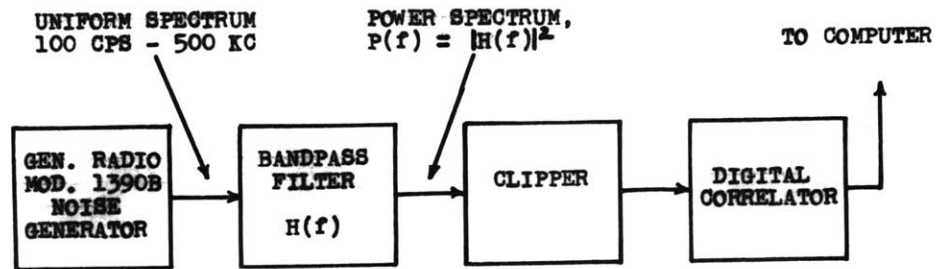 UNIFORM SPECTRUM
100 CPS - 500 KC
POWER SPECTRUM,
P(f) = |H(f)|²
TO COMPUTER
GEN. RADIO
MOD. 1390B
NOISE
GENERATOR
BANDPASS
FILTER
H(f)
CLIPPER
DIGITAL
CORRELATOR